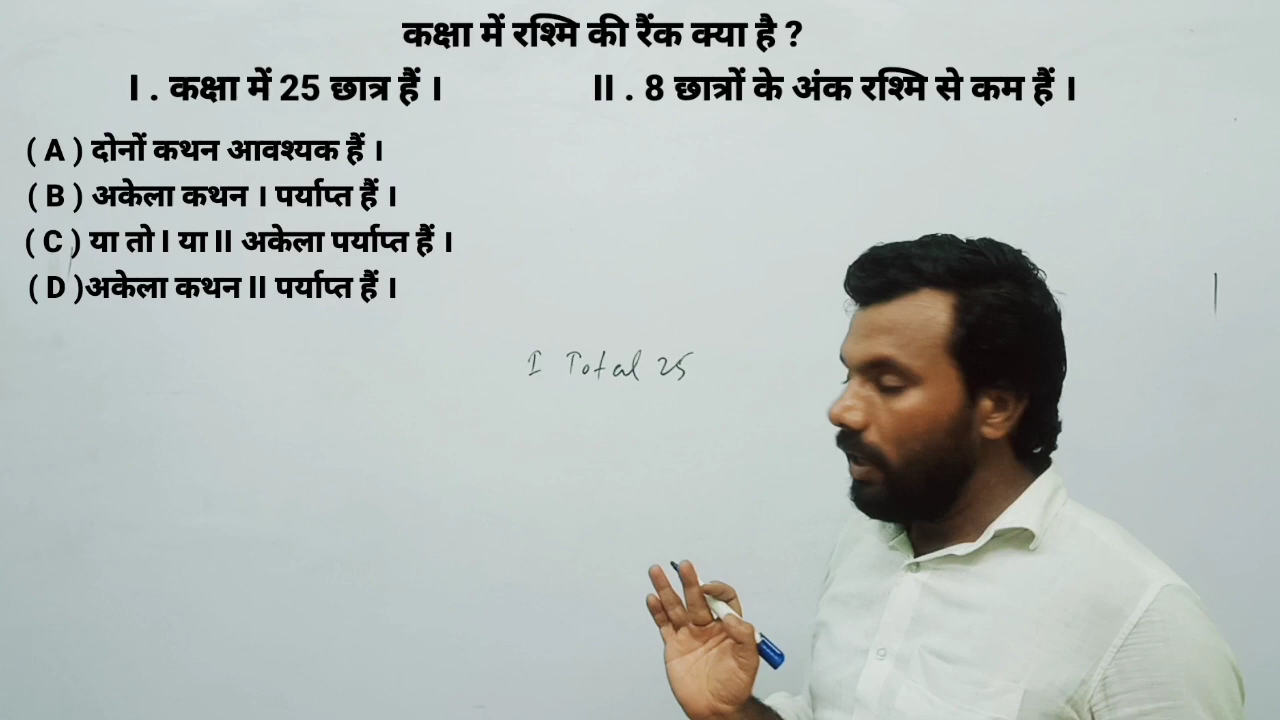 कक्षा में रश्मि की रैंक क्या है ?
I . कक्षा में 25 छात्र हैं । II . 8 छात्रों के अंक रश्मि से कम हैं ।
( A ) दोनों कथन आवश्यक हैं ।
( B ) अकेला कथन । पर्याप्त हैं ।
( C ) या तो I या II अकेला पर्याप्त हैं ।
( D )अकेला कथन II पर्याप्त हैं ।
I Total 25